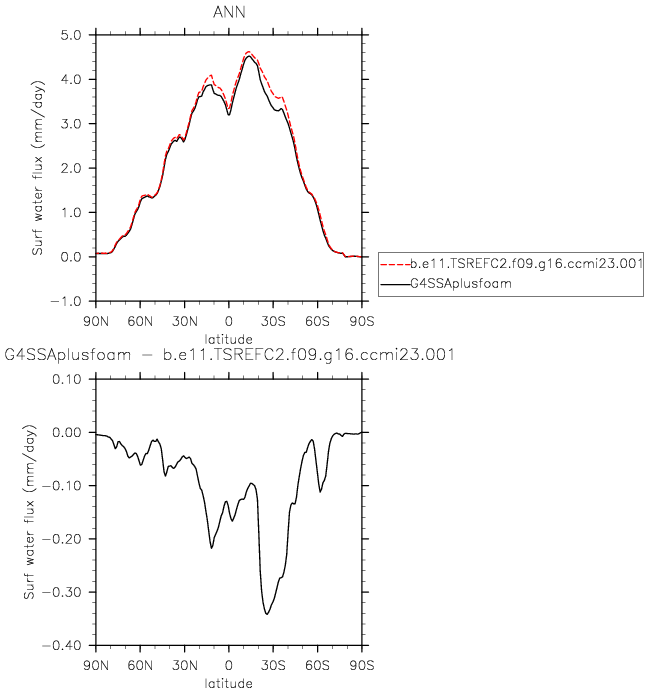 ANN
5.0
4.0
3.0
2.0
1.0
0.0
−1.0
Surf water flux (mm/day)
90N 60N 30N 0 30S 60S 90S
latitude
b.e11.TSREFC2.f09.g16.ccmi23.001
G4SSAplusfoam
G4SSAplusfoam − b.e11.TSREFC2.f09.g16.ccmi23.001
0.10
0.00
−0.10
−0.20
−0.30
−0.40
Surf water flux (mm/day)
90N 60N 30N 0 30S 60S 90S
latitude